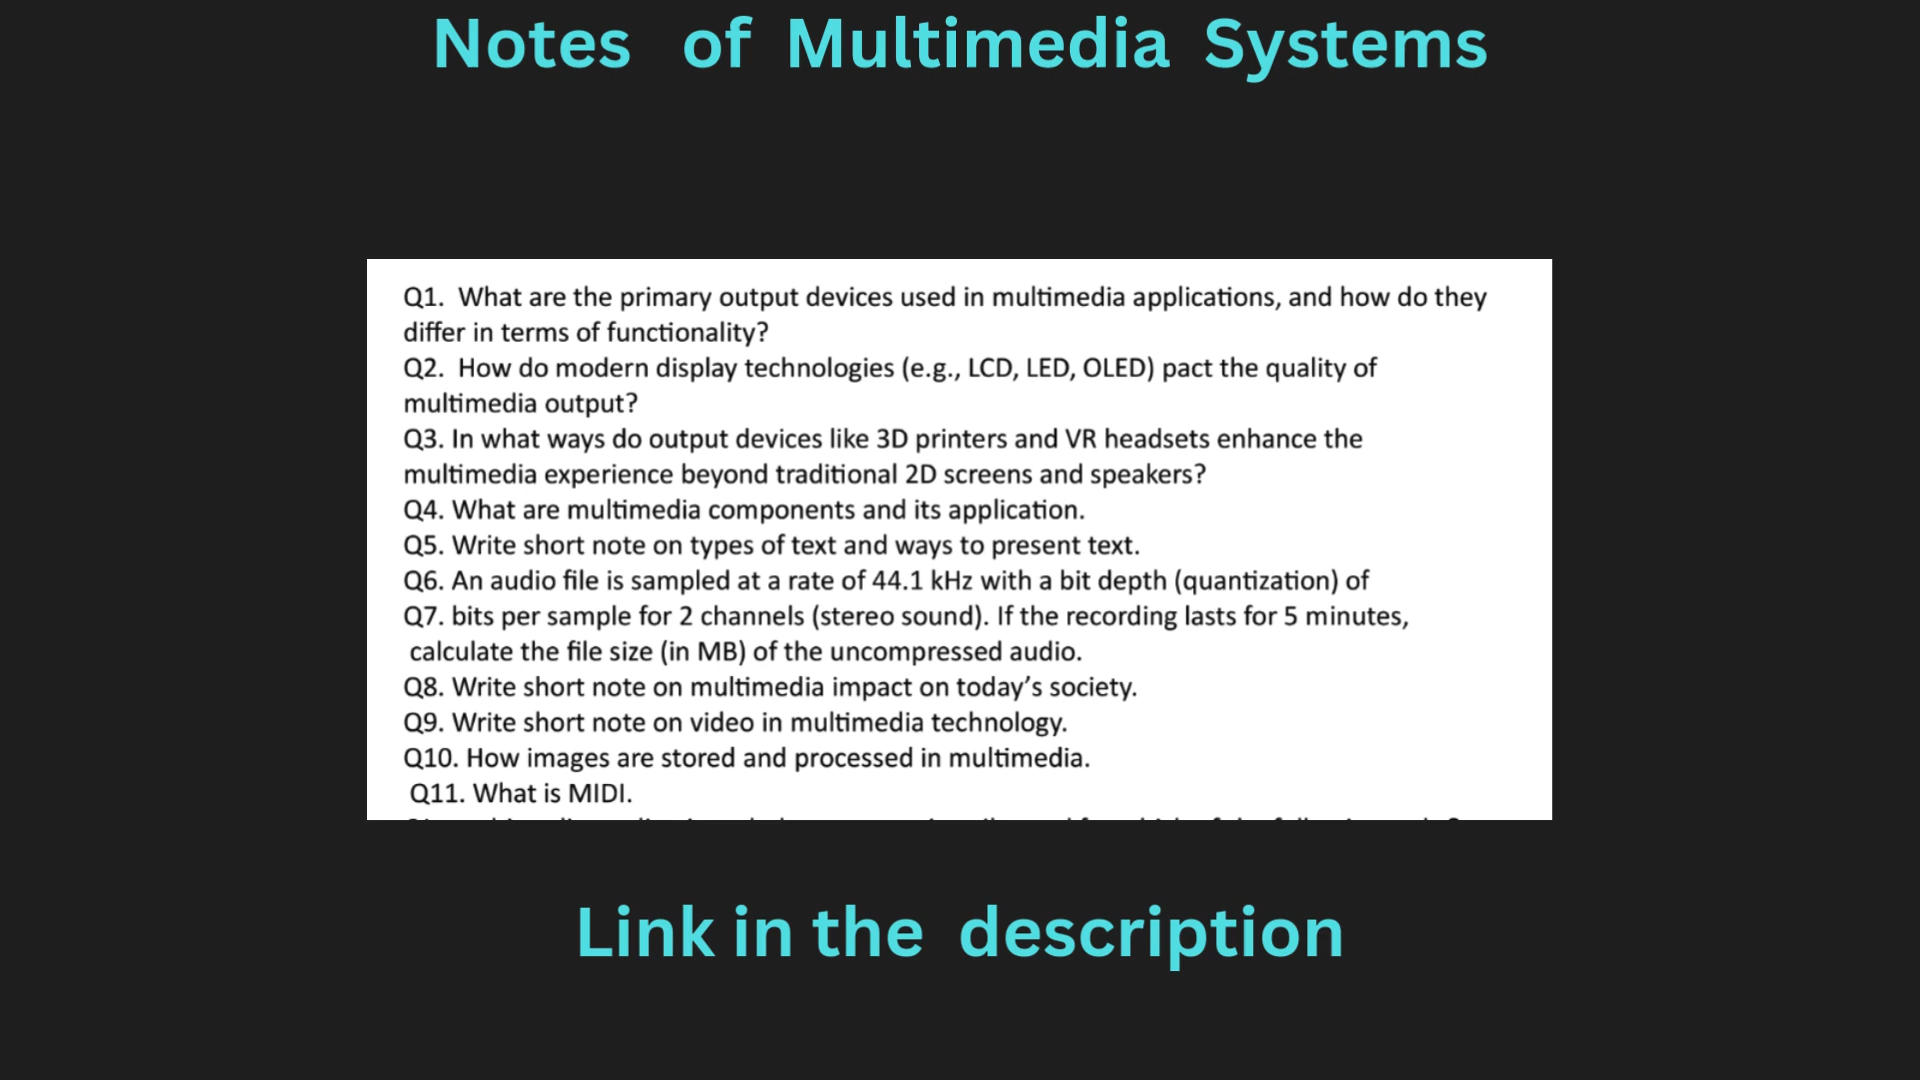 Notes of Multimedia Systems
Q1. What are the primary output devices used in multimedia applications, and how do they
differ in terms of functionality?
Q2. How do modern display technologies (e.g., LCD, LED, OLED) pact the quality of
multimedia output?
Q3. In what ways do output devices like 3D printers and VR headsets enhance the
multimedia experience beyond traditional 2D screens and speakers?
Q4. What are multimedia components and its application.
Q5. Write short note on types of text and ways to present text.
Q6. An audio file is sampled at a rate of 44.1 kHz with a bit depth (quantization) of
Q7. bits per sample for 2 channels (stereo sound). If the recording lasts for 5 minutes,
calculate the file size (in MB) of the uncompressed audio.
Q8. Write short note on multimedia impact on today’s society.
Q9. Write short note on video in multimedia technology.
Q10. How images are stored and processed in multimedia.
Q11. What is MIDI.
Link in the description